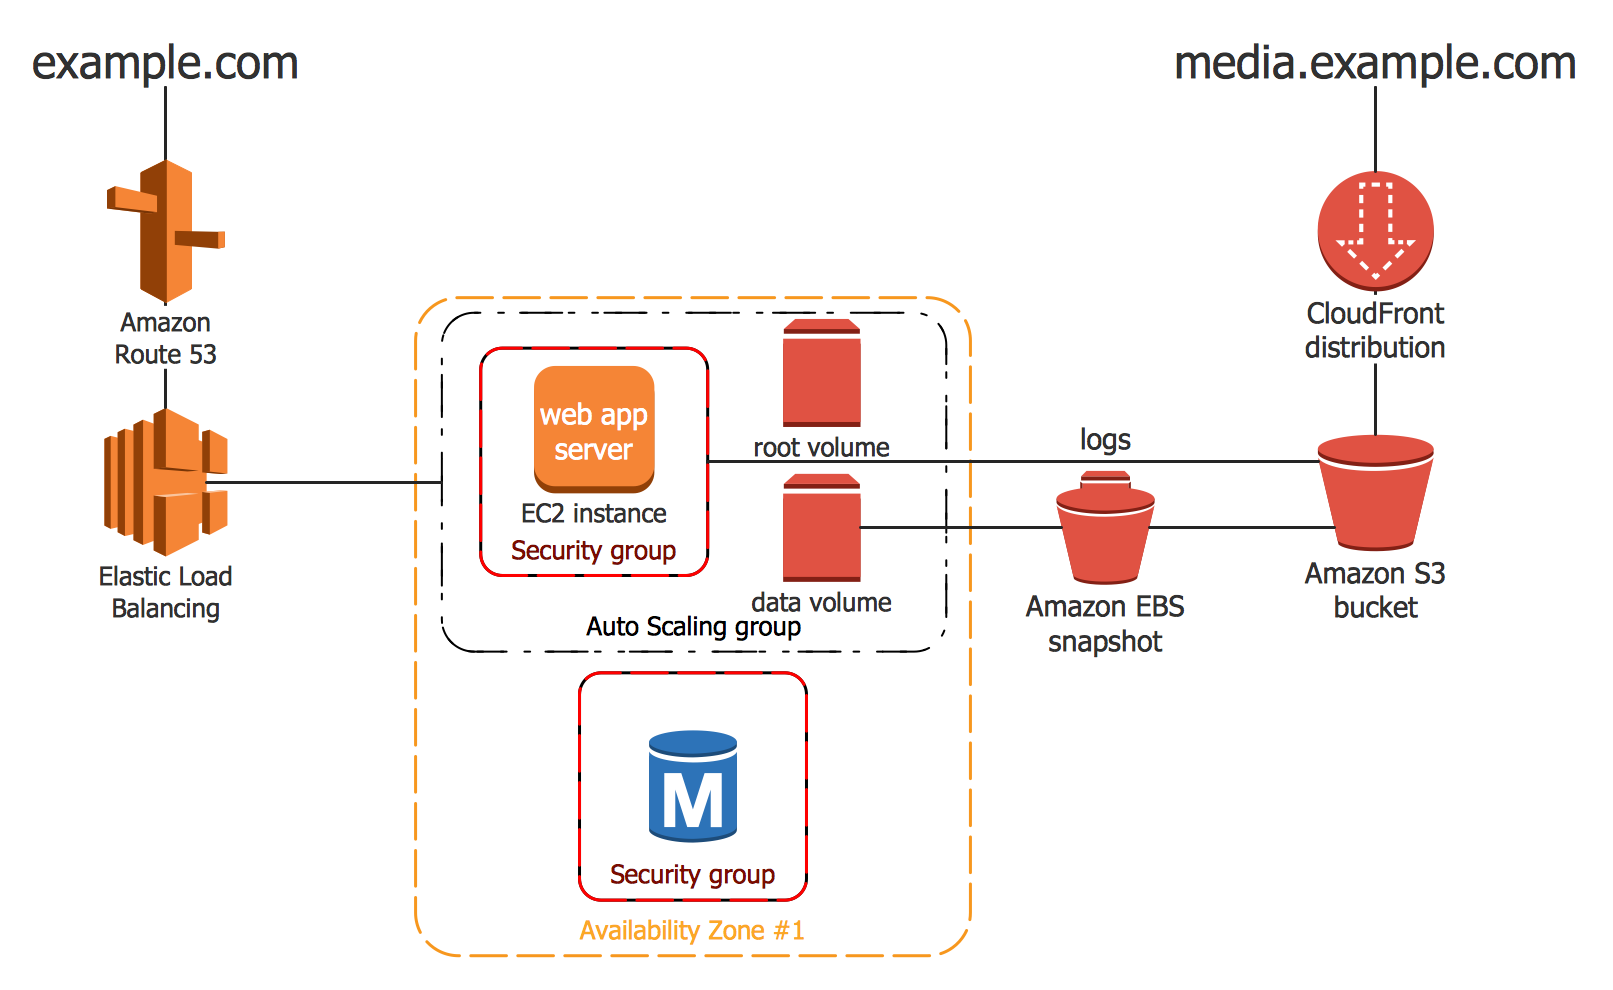 example.com
media.example.com
Amazon
Route 53
CloudFront
distribution
web app
server
root volume
logs
EC2 instance
Security group
Elastic Load
Balancing
data volume
Auto Scaling group
Amazon EBS
snapshot
Amazon S3
bucket
M
Security group
Availability Zone #1